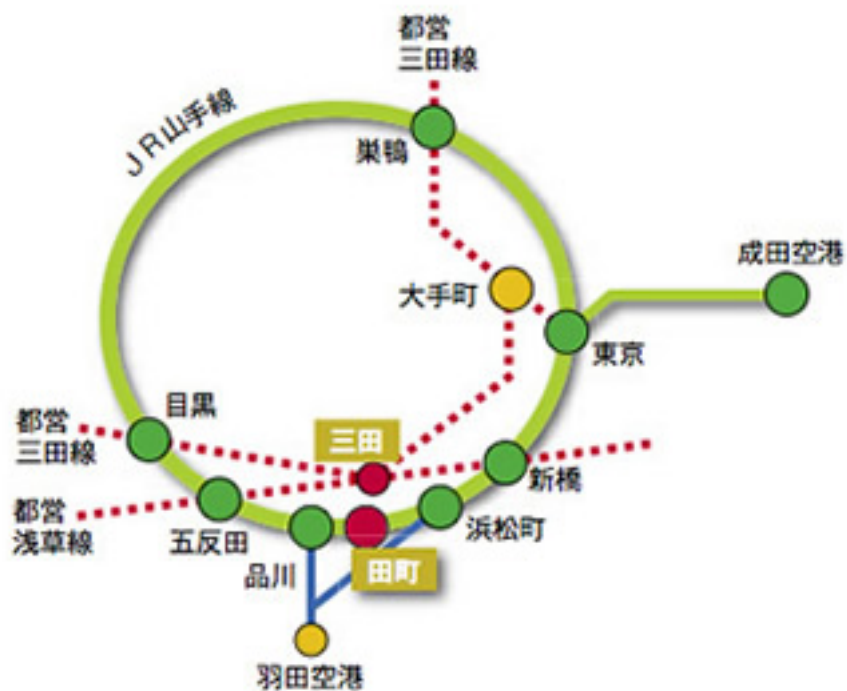 都営
三田線
JR山手線
巣鴨
成田空港
大手町
東京
目黒
都営
三田線
三田
新橋
都営
浅草線
五反田
浜松町
品川
田町
羽田空港